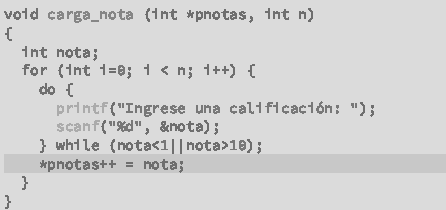 void carga_nota (int *pnotas, int n)
{
int nota;
for (int i=0; i < n; i++) {
do {
printf("Ingrese una calificación: ");
scanf("%d", &nota);
} while (nota<1||nota>10);
*pnotas++ = nota;
}
}